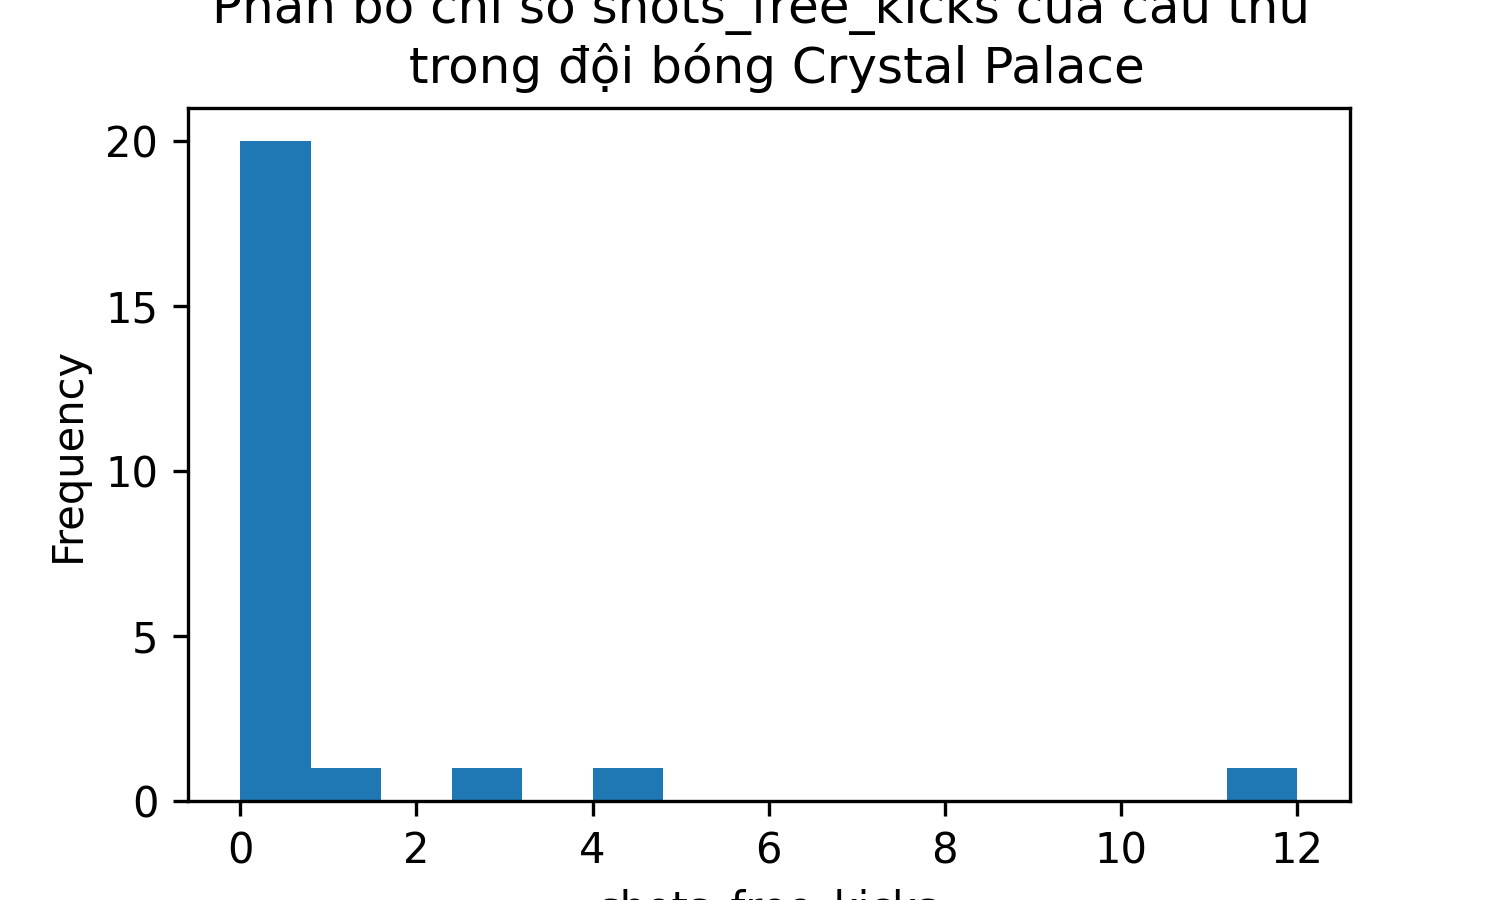 Phân bố chỉ số shots_free_kicks của cầu thủ
trong đội bóng Crystal Palace
20
15
10
5
0
Frequency
0 2 4 6 8 10 12
shots_free_kicks